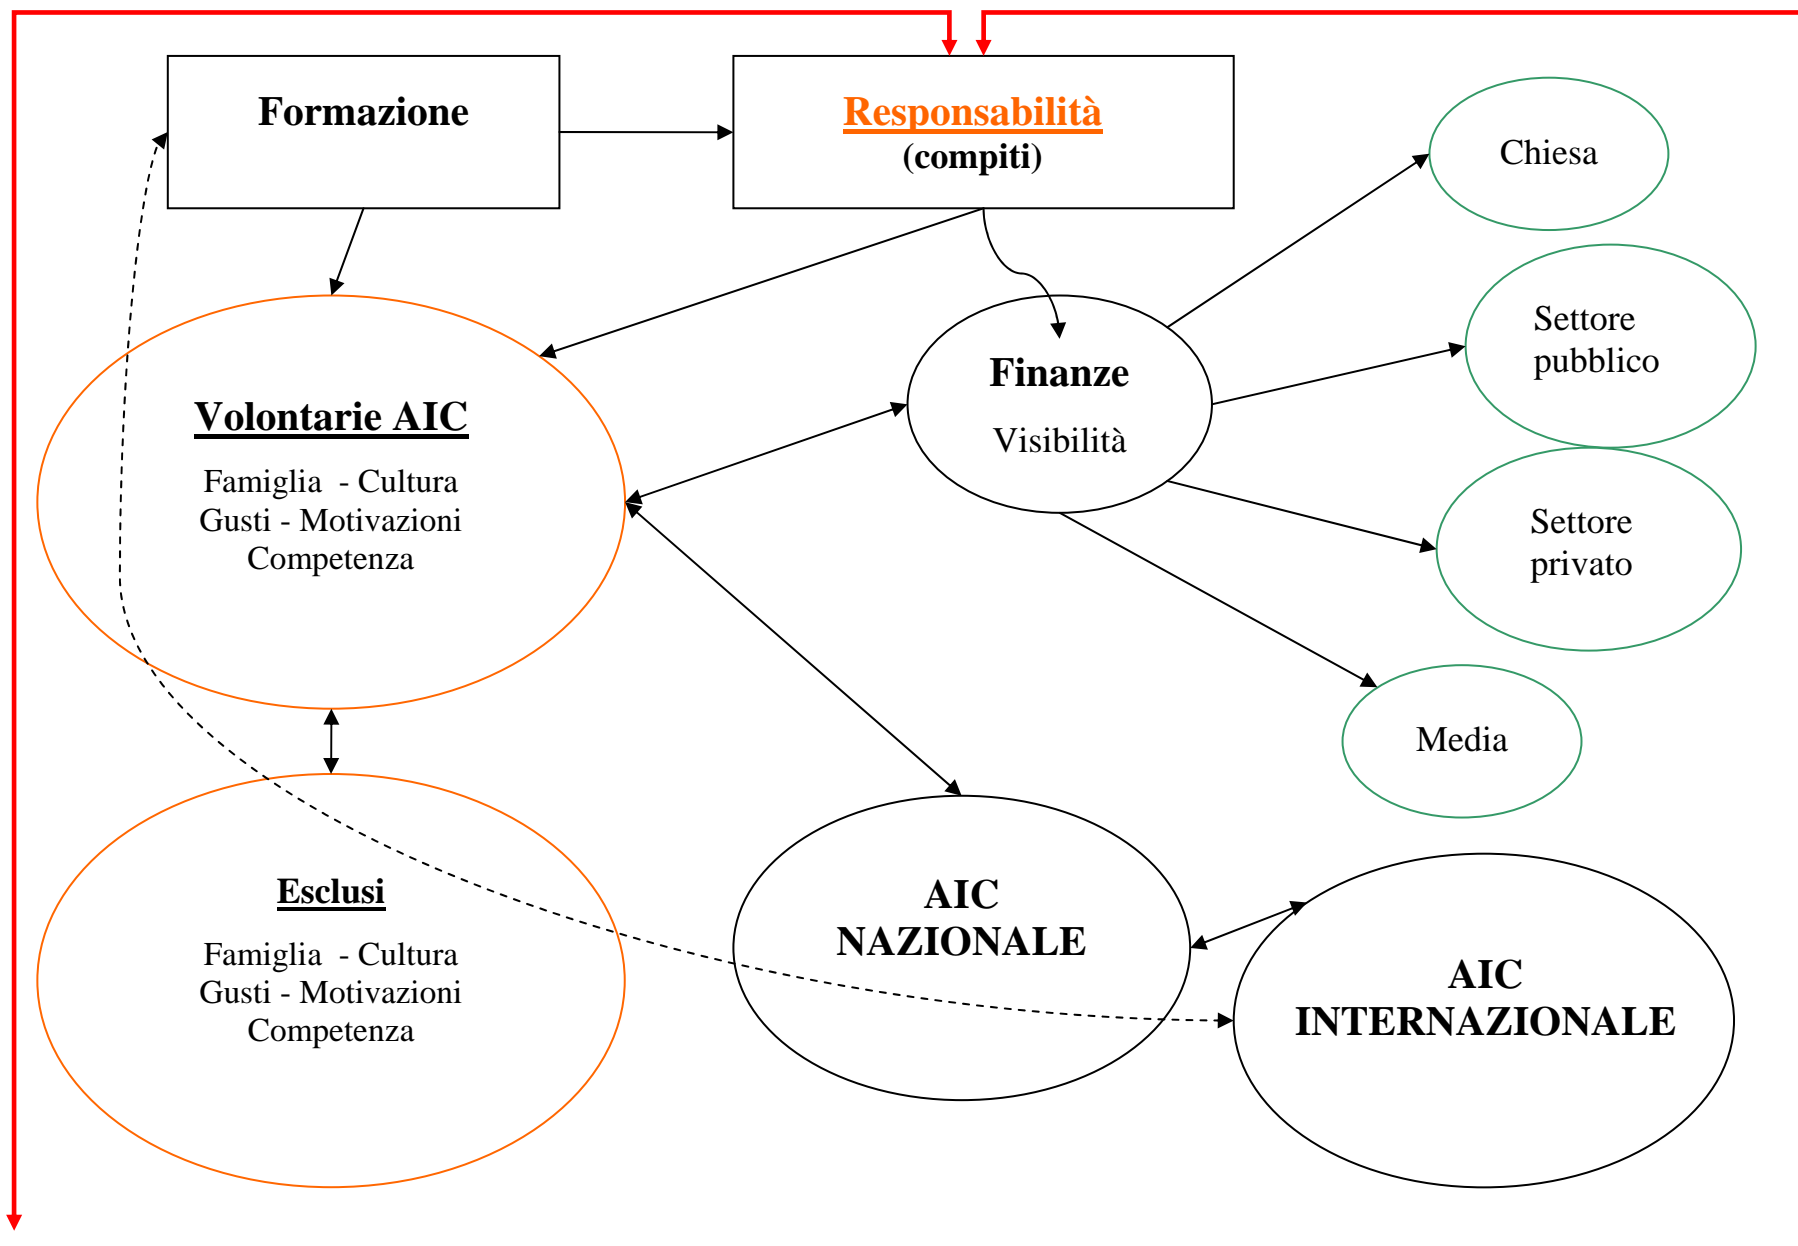 Formazione
Responsabilità
(compiti)
Chiesa
Settore
pubblico
Finanze
Visibilità
Volontarie AIC
Famiglia - Cultura
Gusti - Motivazioni
Competenza
Settore
privato
Media
Esclusi
Famiglia - Cultura
Gusti - Motivazioni
Competenza
AIC
NAZIONALE
AIC
INTERNAZIONALE